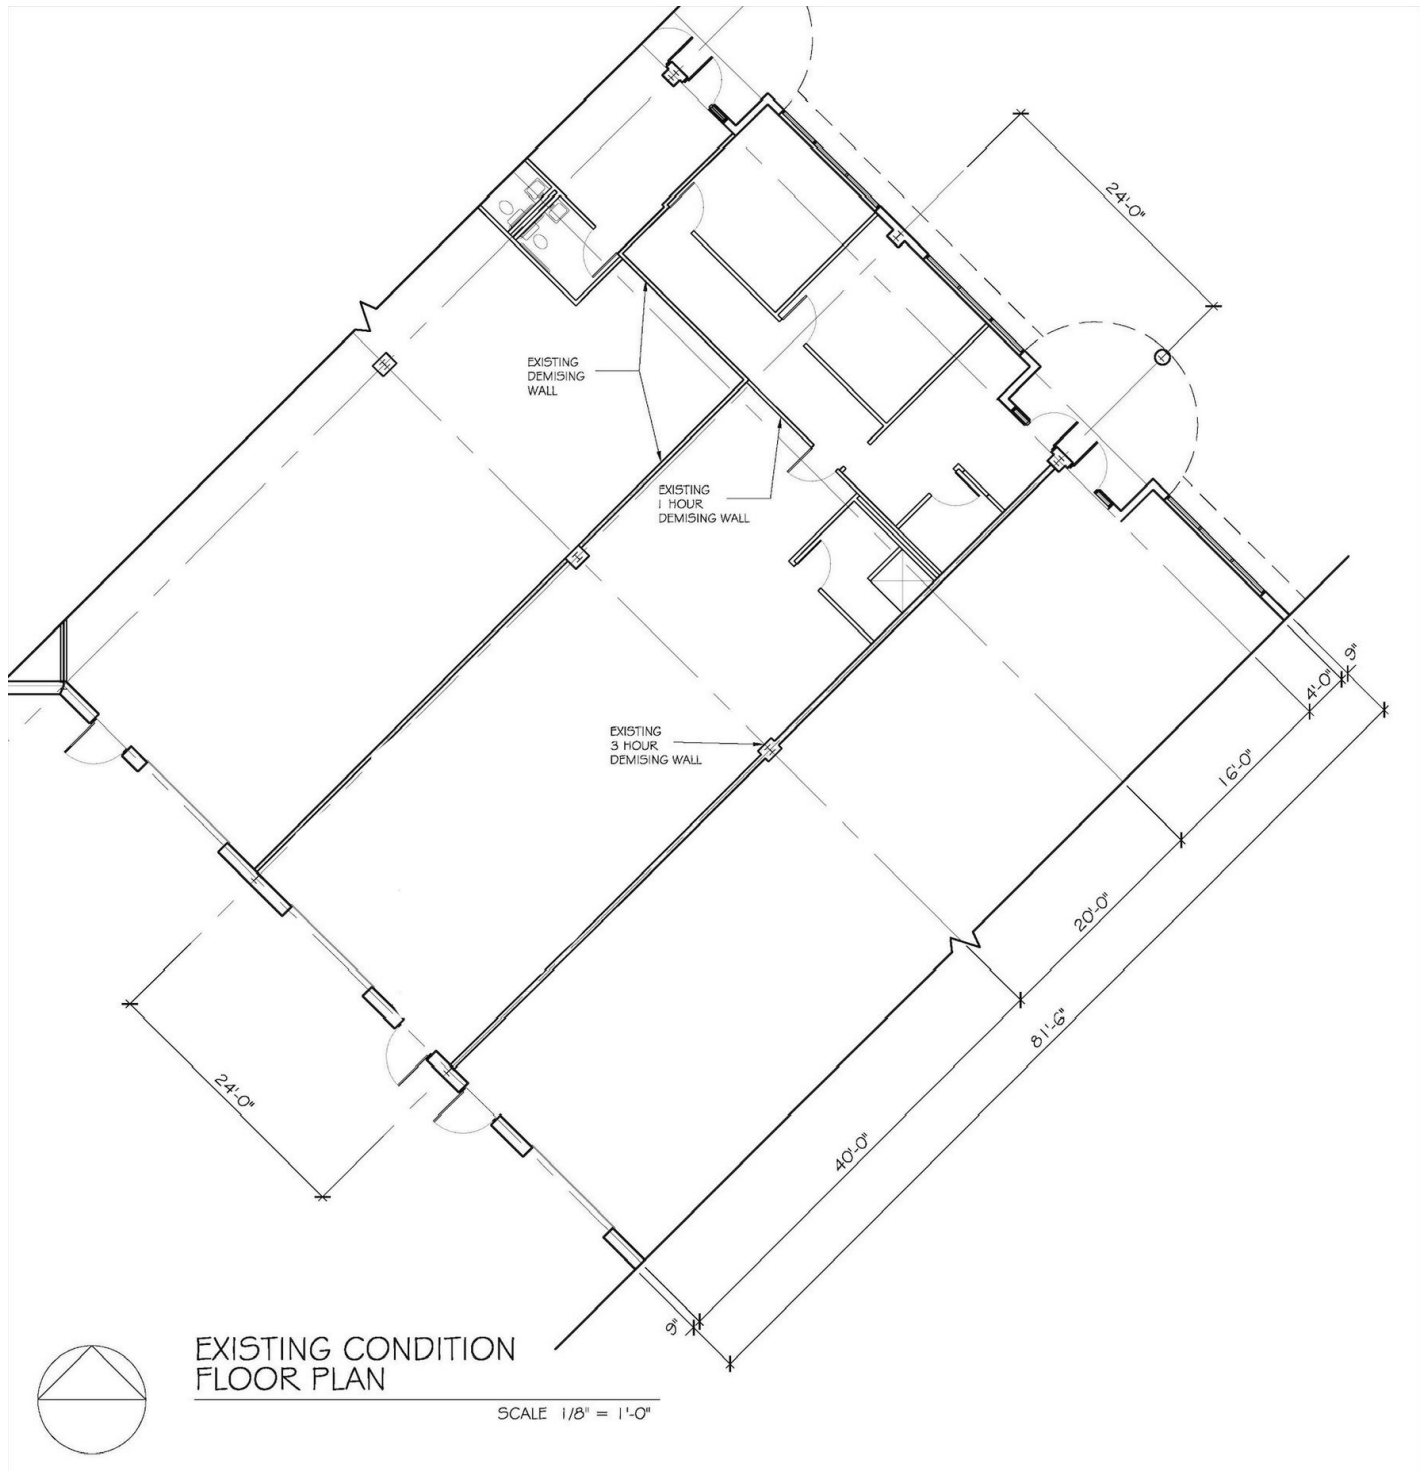 24'-0"
EXISTING
DEMISING
WALL
EXISTING
1 HOUR
DEMISING WALL
EXISTING
3 HOUR
DEMISING WALL
9"
4'-0"
16'-0"
20'-0"
81'-6"
40'-0"
24'-0"
9"
EXISTING CONDITION
FLOOR PLAN
SCALE 1/8" = 1'-0"